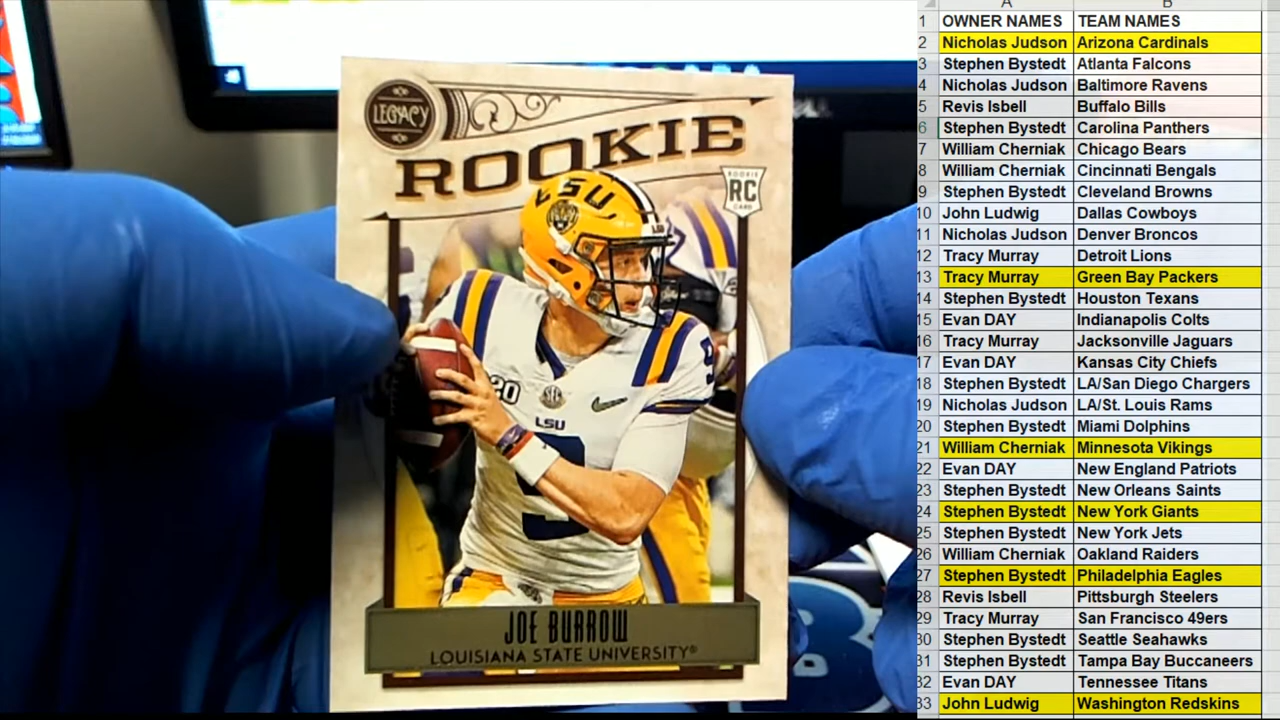 LEGACY
ROOKIE
ROOKIE
RC
CARD
LSU
20
SEC
LSU
9
9
JOE BURROW
LOUISIANA STATE UNIVERSITY®
DELL
A B
1 OWNER NAMES TEAM NAMES
2 Nicholas Judson Arizona Cardinals
3 Stephen Bystedt Atlanta Falcons
4 Nicholas Judson Baltimore Ravens
5 Revis Isbell Buffalo Bills
6 Stephen Bystedt Carolina Panthers
7 William Cherniak Chicago Bears
8 William Cherniak Cincinnati Bengals
9 Stephen Bystedt Cleveland Browns
10 John Ludwig Dallas Cowboys
11 Nicholas Judson Denver Broncos
12 Tracy Murray Detroit Lions
13 Tracy Murray Green Bay Packers
14 Stephen Bystedt Houston Texans
15 Evan DAY Indianapolis Colts
16 Tracy Murray Jacksonville Jaguars
17 Evan DAY Kansas City Chiefs
18 Stephen Bystedt LA/San Diego Chargers
19 Nicholas Judson LA/St. Louis Rams
20 Stephen Bystedt Miami Dolphins
21 William Cherniak Minnesota Vikings
22 Evan DAY New England Patriots
23 Stephen Bystedt New Orleans Saints
24 Stephen Bystedt New York Giants
25 Stephen Bystedt New York Jets
26 William Cherniak Oakland Raiders
27 Stephen Bystedt Philadelphia Eagles
28 Revis Isbell Pittsburgh Steelers
29 Tracy Murray San Francisco 49ers
30 Stephen Bystedt Seattle Seahawks
31 Stephen Bystedt Tampa Bay Buccaneers
32 Evan DAY Tennessee Titans
33 John Ludwig Washington Redskins